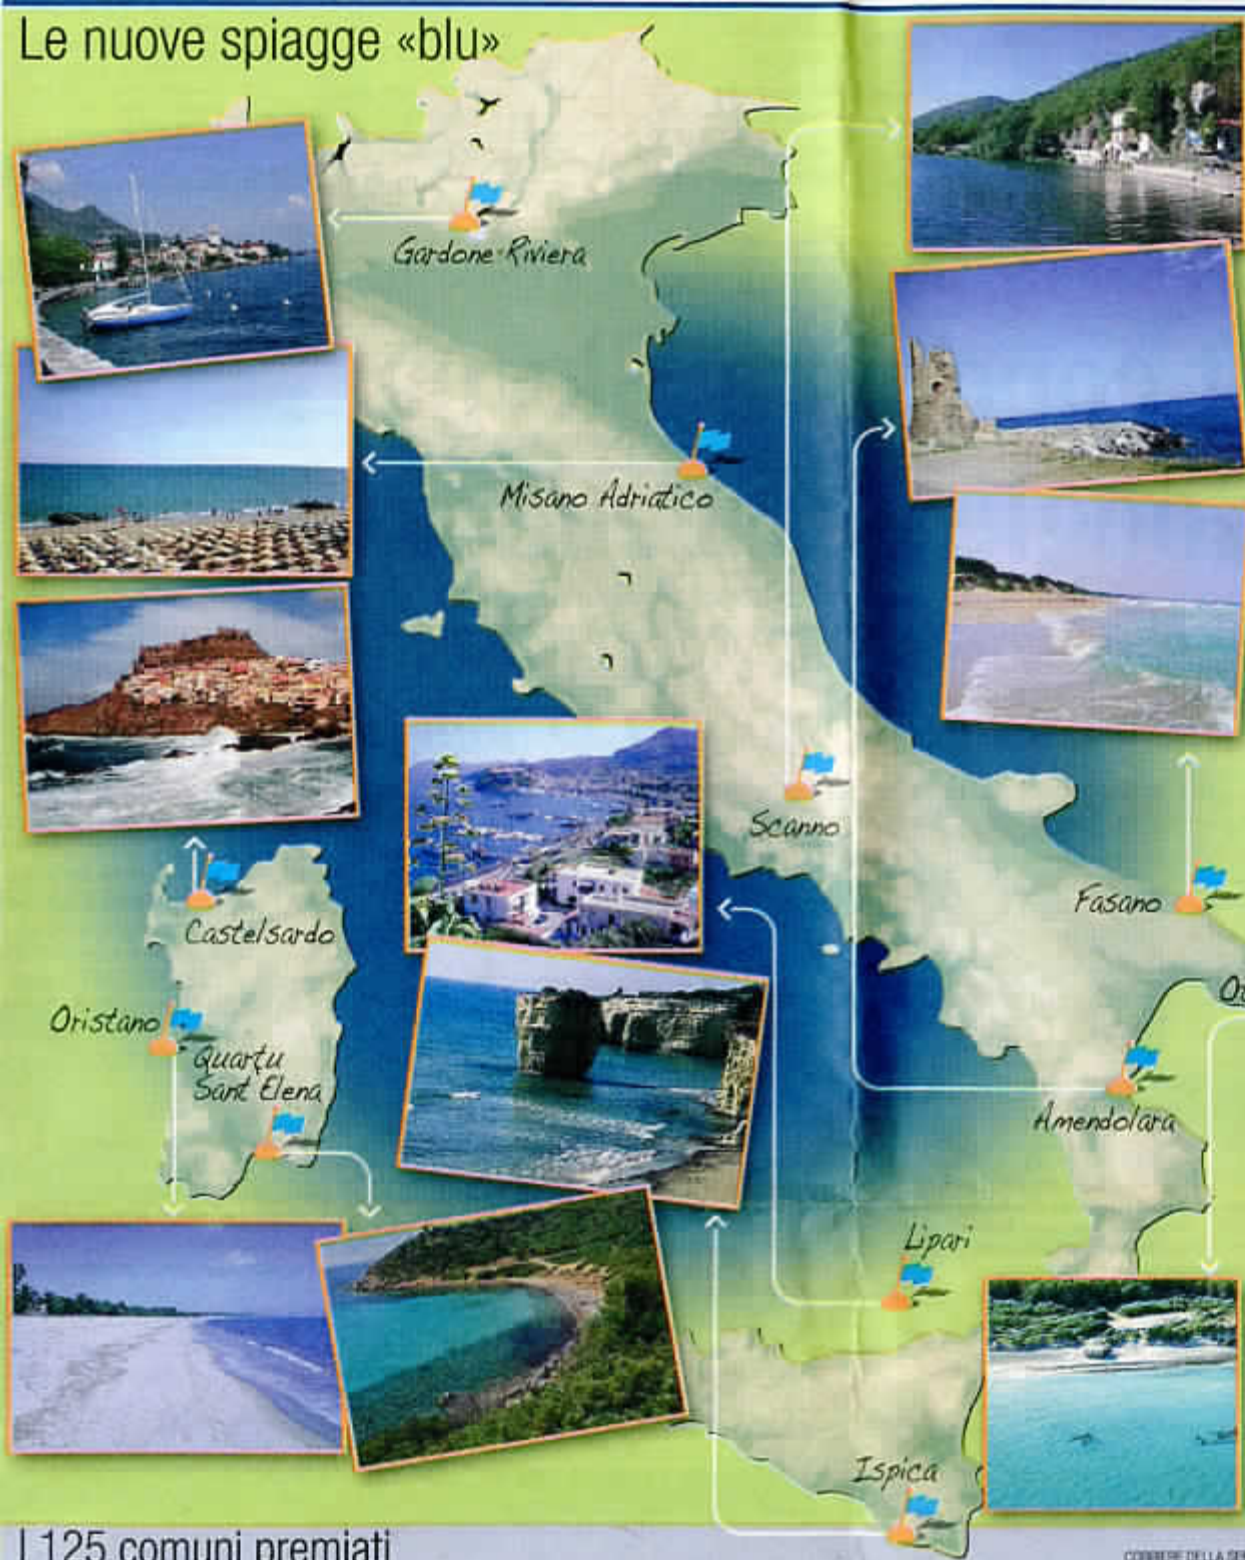 Le nuove spiagge «blu»
Gardone Riviera
Misano Adriatico
Scanno
Fasano
Castelsardo
Oristano
Quartu
Sant Elena
Amendolara
Lipari
Ispica
I 125 comuni premiati